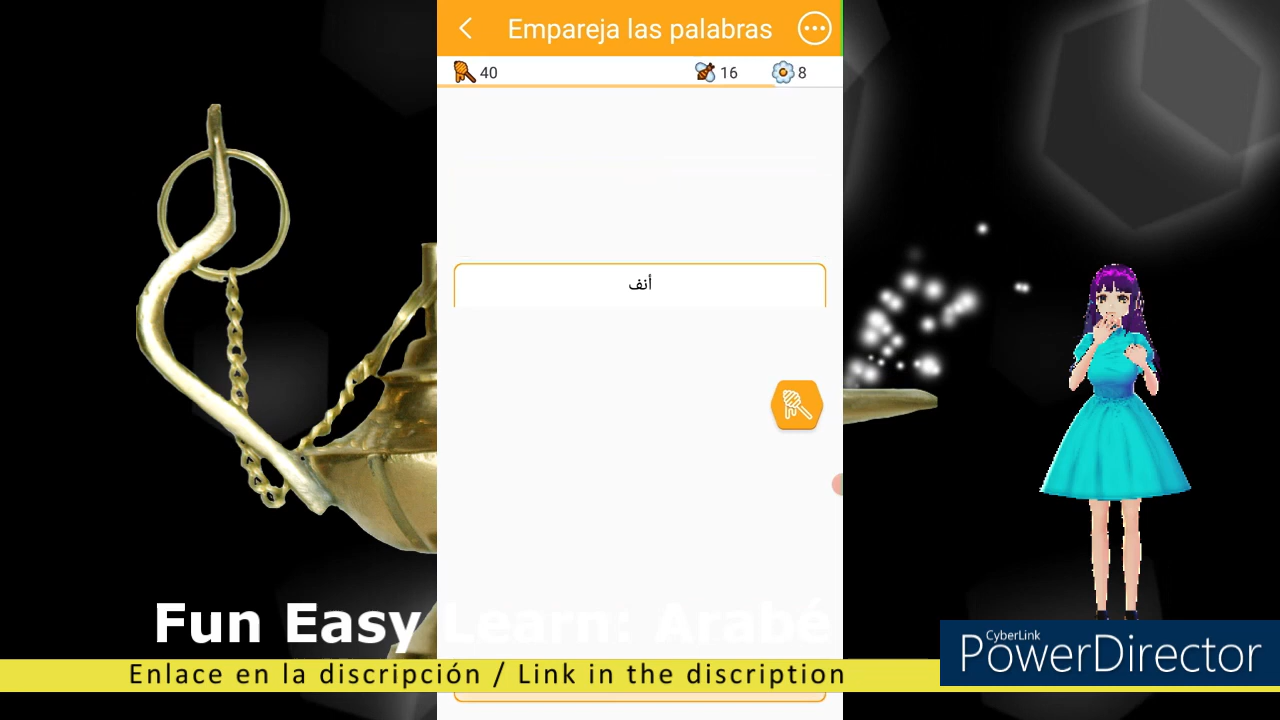 Empareja las palabras
40
16
8
أنف
Fun Easy Learn: Arabé
Enlace en la discripción / Link in the discription
CyberLink
PowerDirector